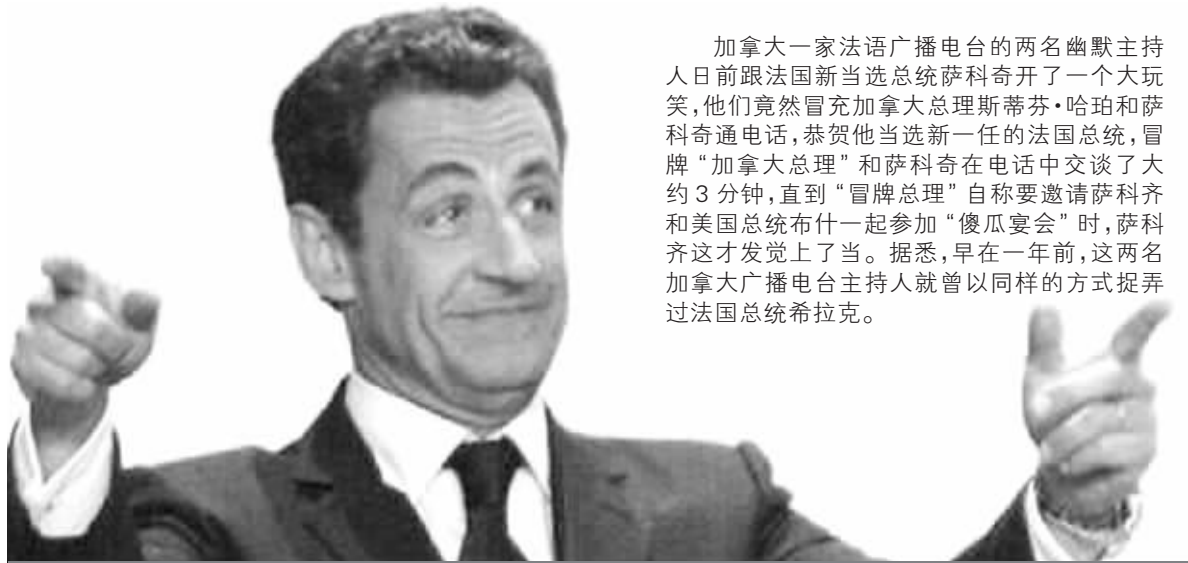 加拿大一家法语广播电台的两名幽默主持
人日前跟法国新当选总统萨科奇开了一个大玩
笑,他们竟然冒充加拿大总理斯蒂芬·哈珀和萨
科奇通电话,恭贺他当选新一任的法国总统,冒
牌“加拿大总理”和萨科奇在电话中交谈了大
约3分钟,直到“冒牌总理”自称要邀请萨科齐
和美国总统布什一起参加“傻瓜宴会”时,萨科
齐这才发觉上了当。据悉,早在一年前,这两名
加拿大广播电台主持人就曾以同样的方式捉弄
过法国总统希拉克。